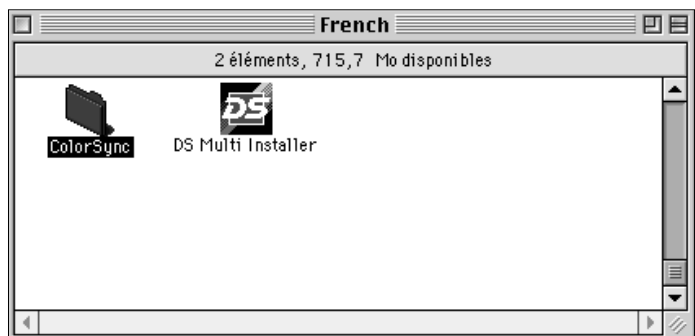 French
2 éléments, 715,7 Mo disponibles
DS
ColorSync
DS Multi Installer